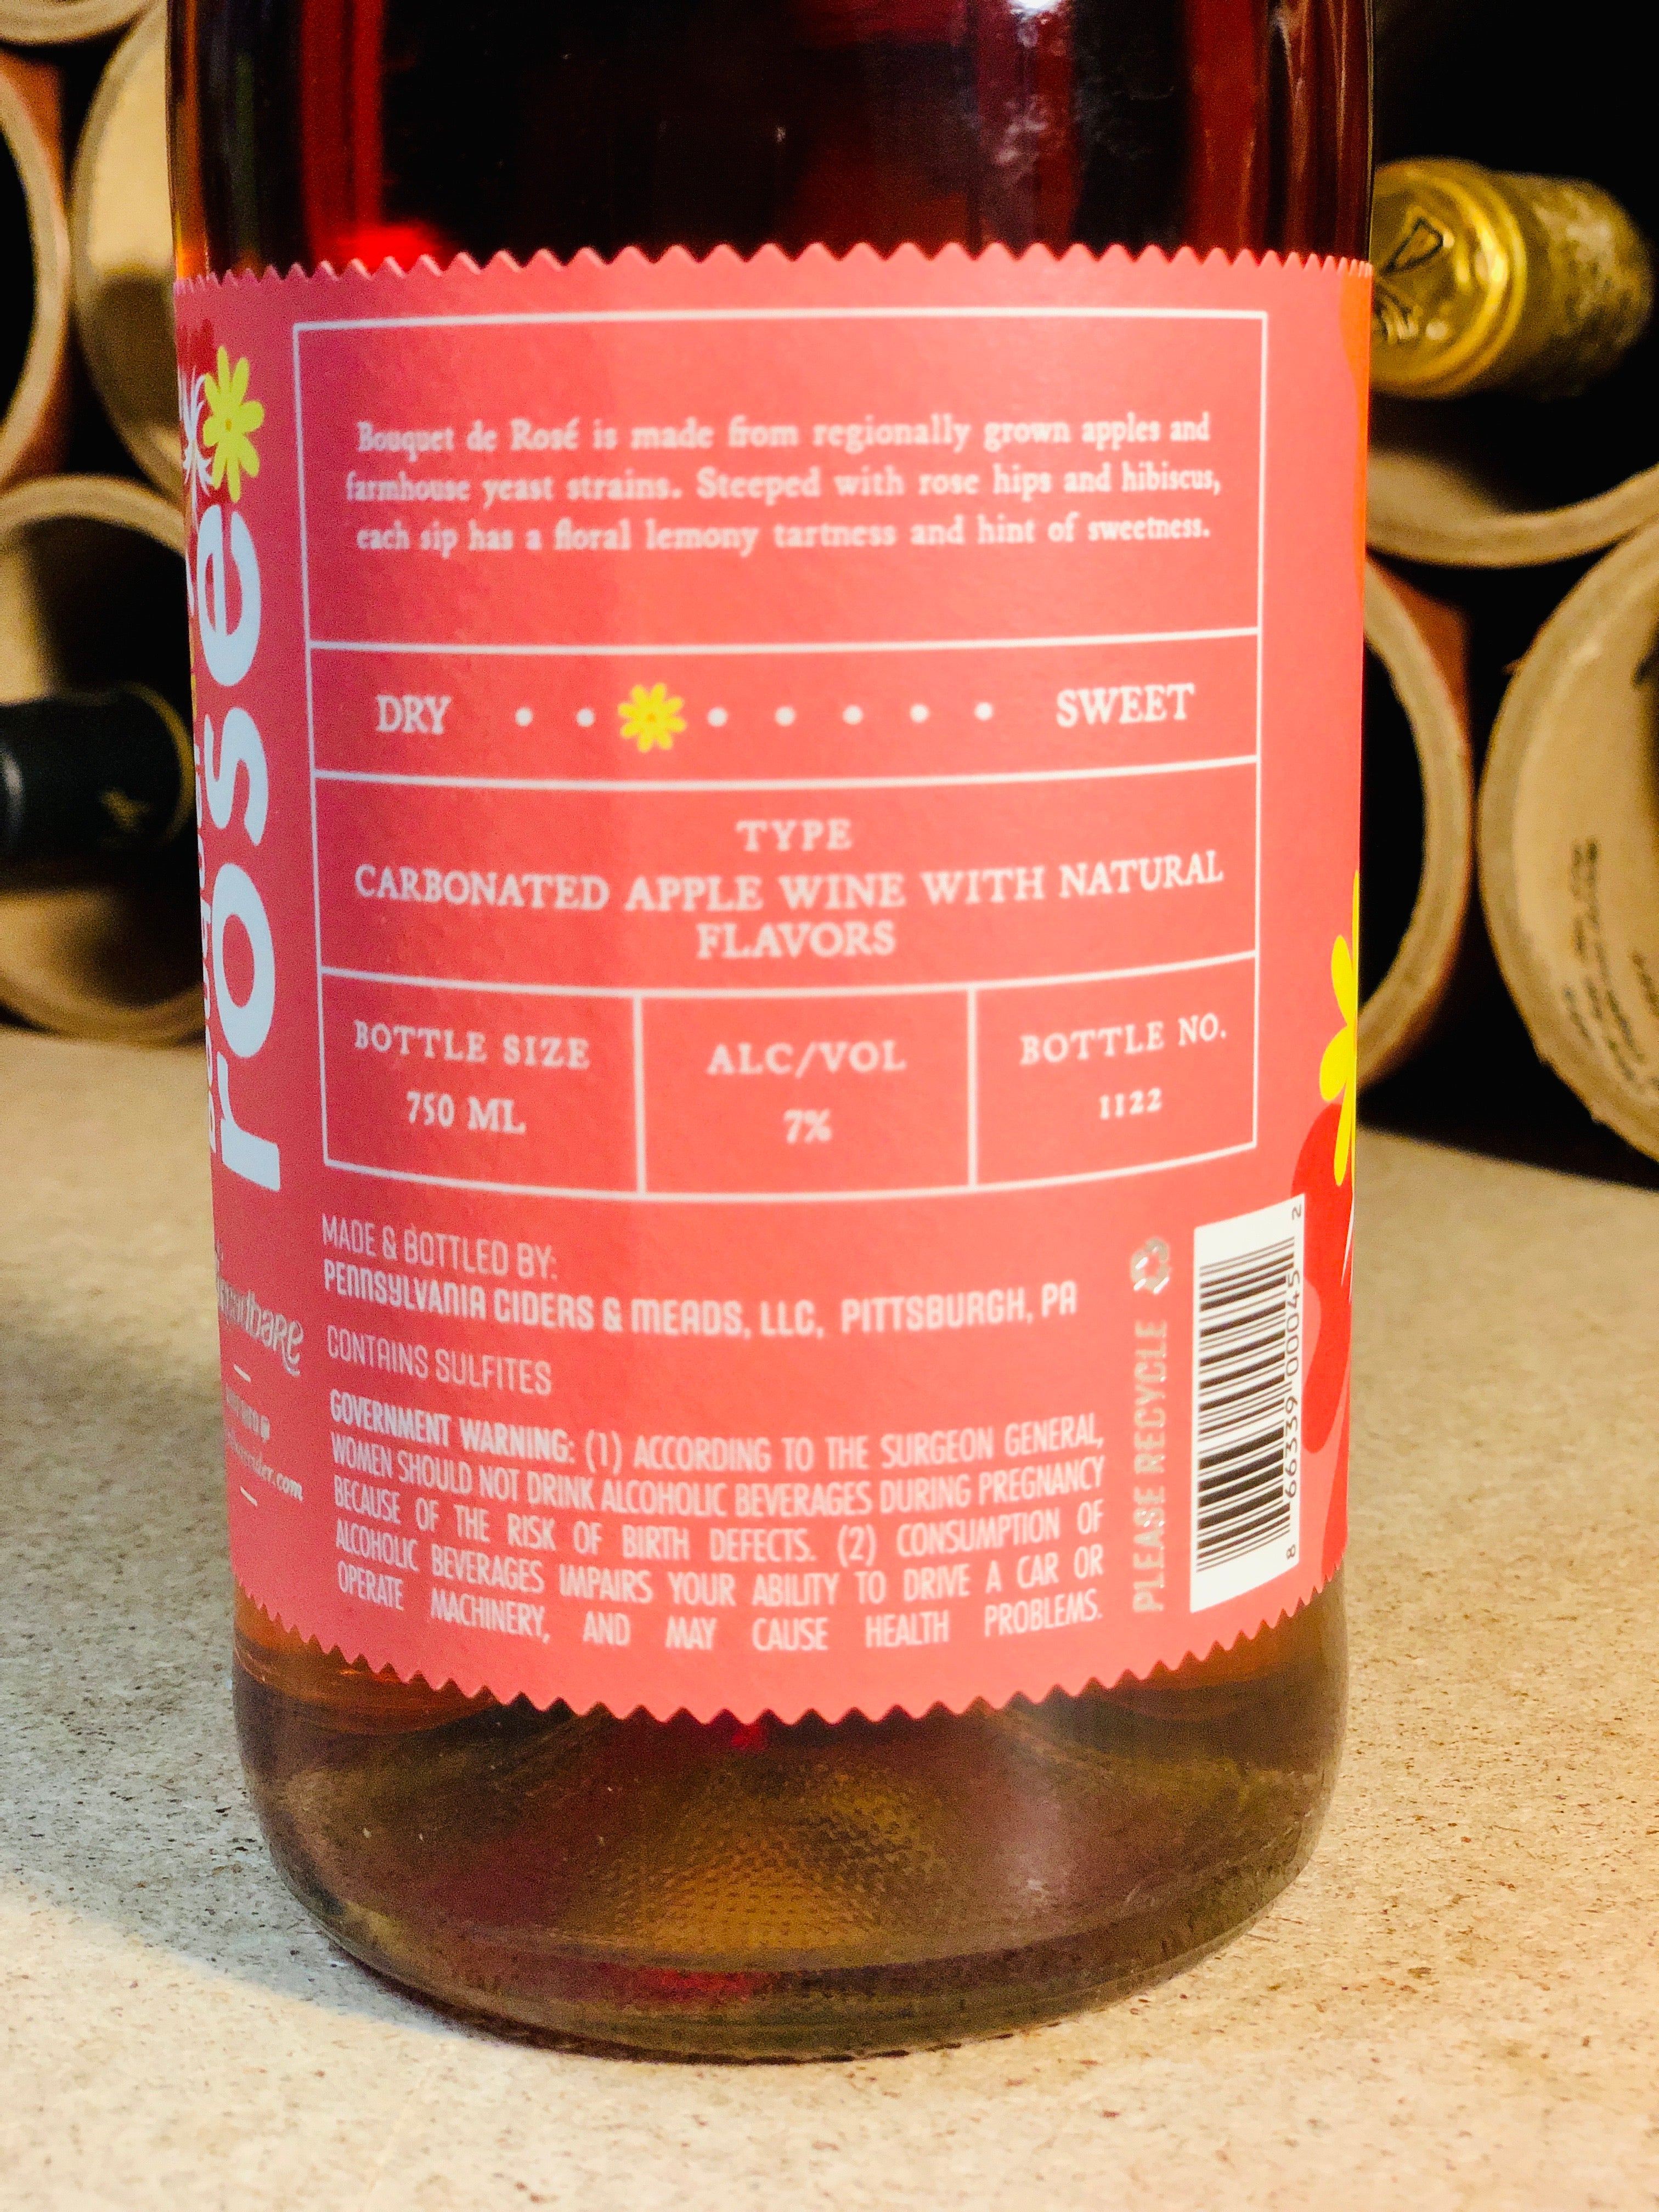 Bouquet de Rosé is made from regionally grown apples and
farmhouse yeast strains. Steeped with rose hips and hibiscus,
each sip has a floral lemony tartness and hint of sweetness.
DRY
SWEET
TYPE
CARBONATED APPLE WINE WITH NATURAL
FLAVORS
BOTTLE SIZE
750 ML
ALC/VOL
7%
BOTTLE NO.
1122
MADE & BOTTLED BY:
PENNSYLVANIA CIDERS & MEADS, LLC, PITTSBURGH, PA
CONTAINS SULFITES
GOVERNMENT WARNING: (1) ACCORDING TO THE SURGEON GENERAL,
WOMEN SHOULD NOT DRINK ALCOHOLIC BEVERAGES DURING PREGNANCY
BECAUSE OF THE RISK OF BIRTH DEFECTS. (2) CONSUMPTION OF
ALCOHOLIC BEVERAGES IMPAIRS YOUR ABILITY TO DRIVE A CAR OR
OPERATE MACHINERY, AND MAY CAUSE HEALTH PROBLEMS.
PLEASE RECYCLE
8 66339 00045 2
rose